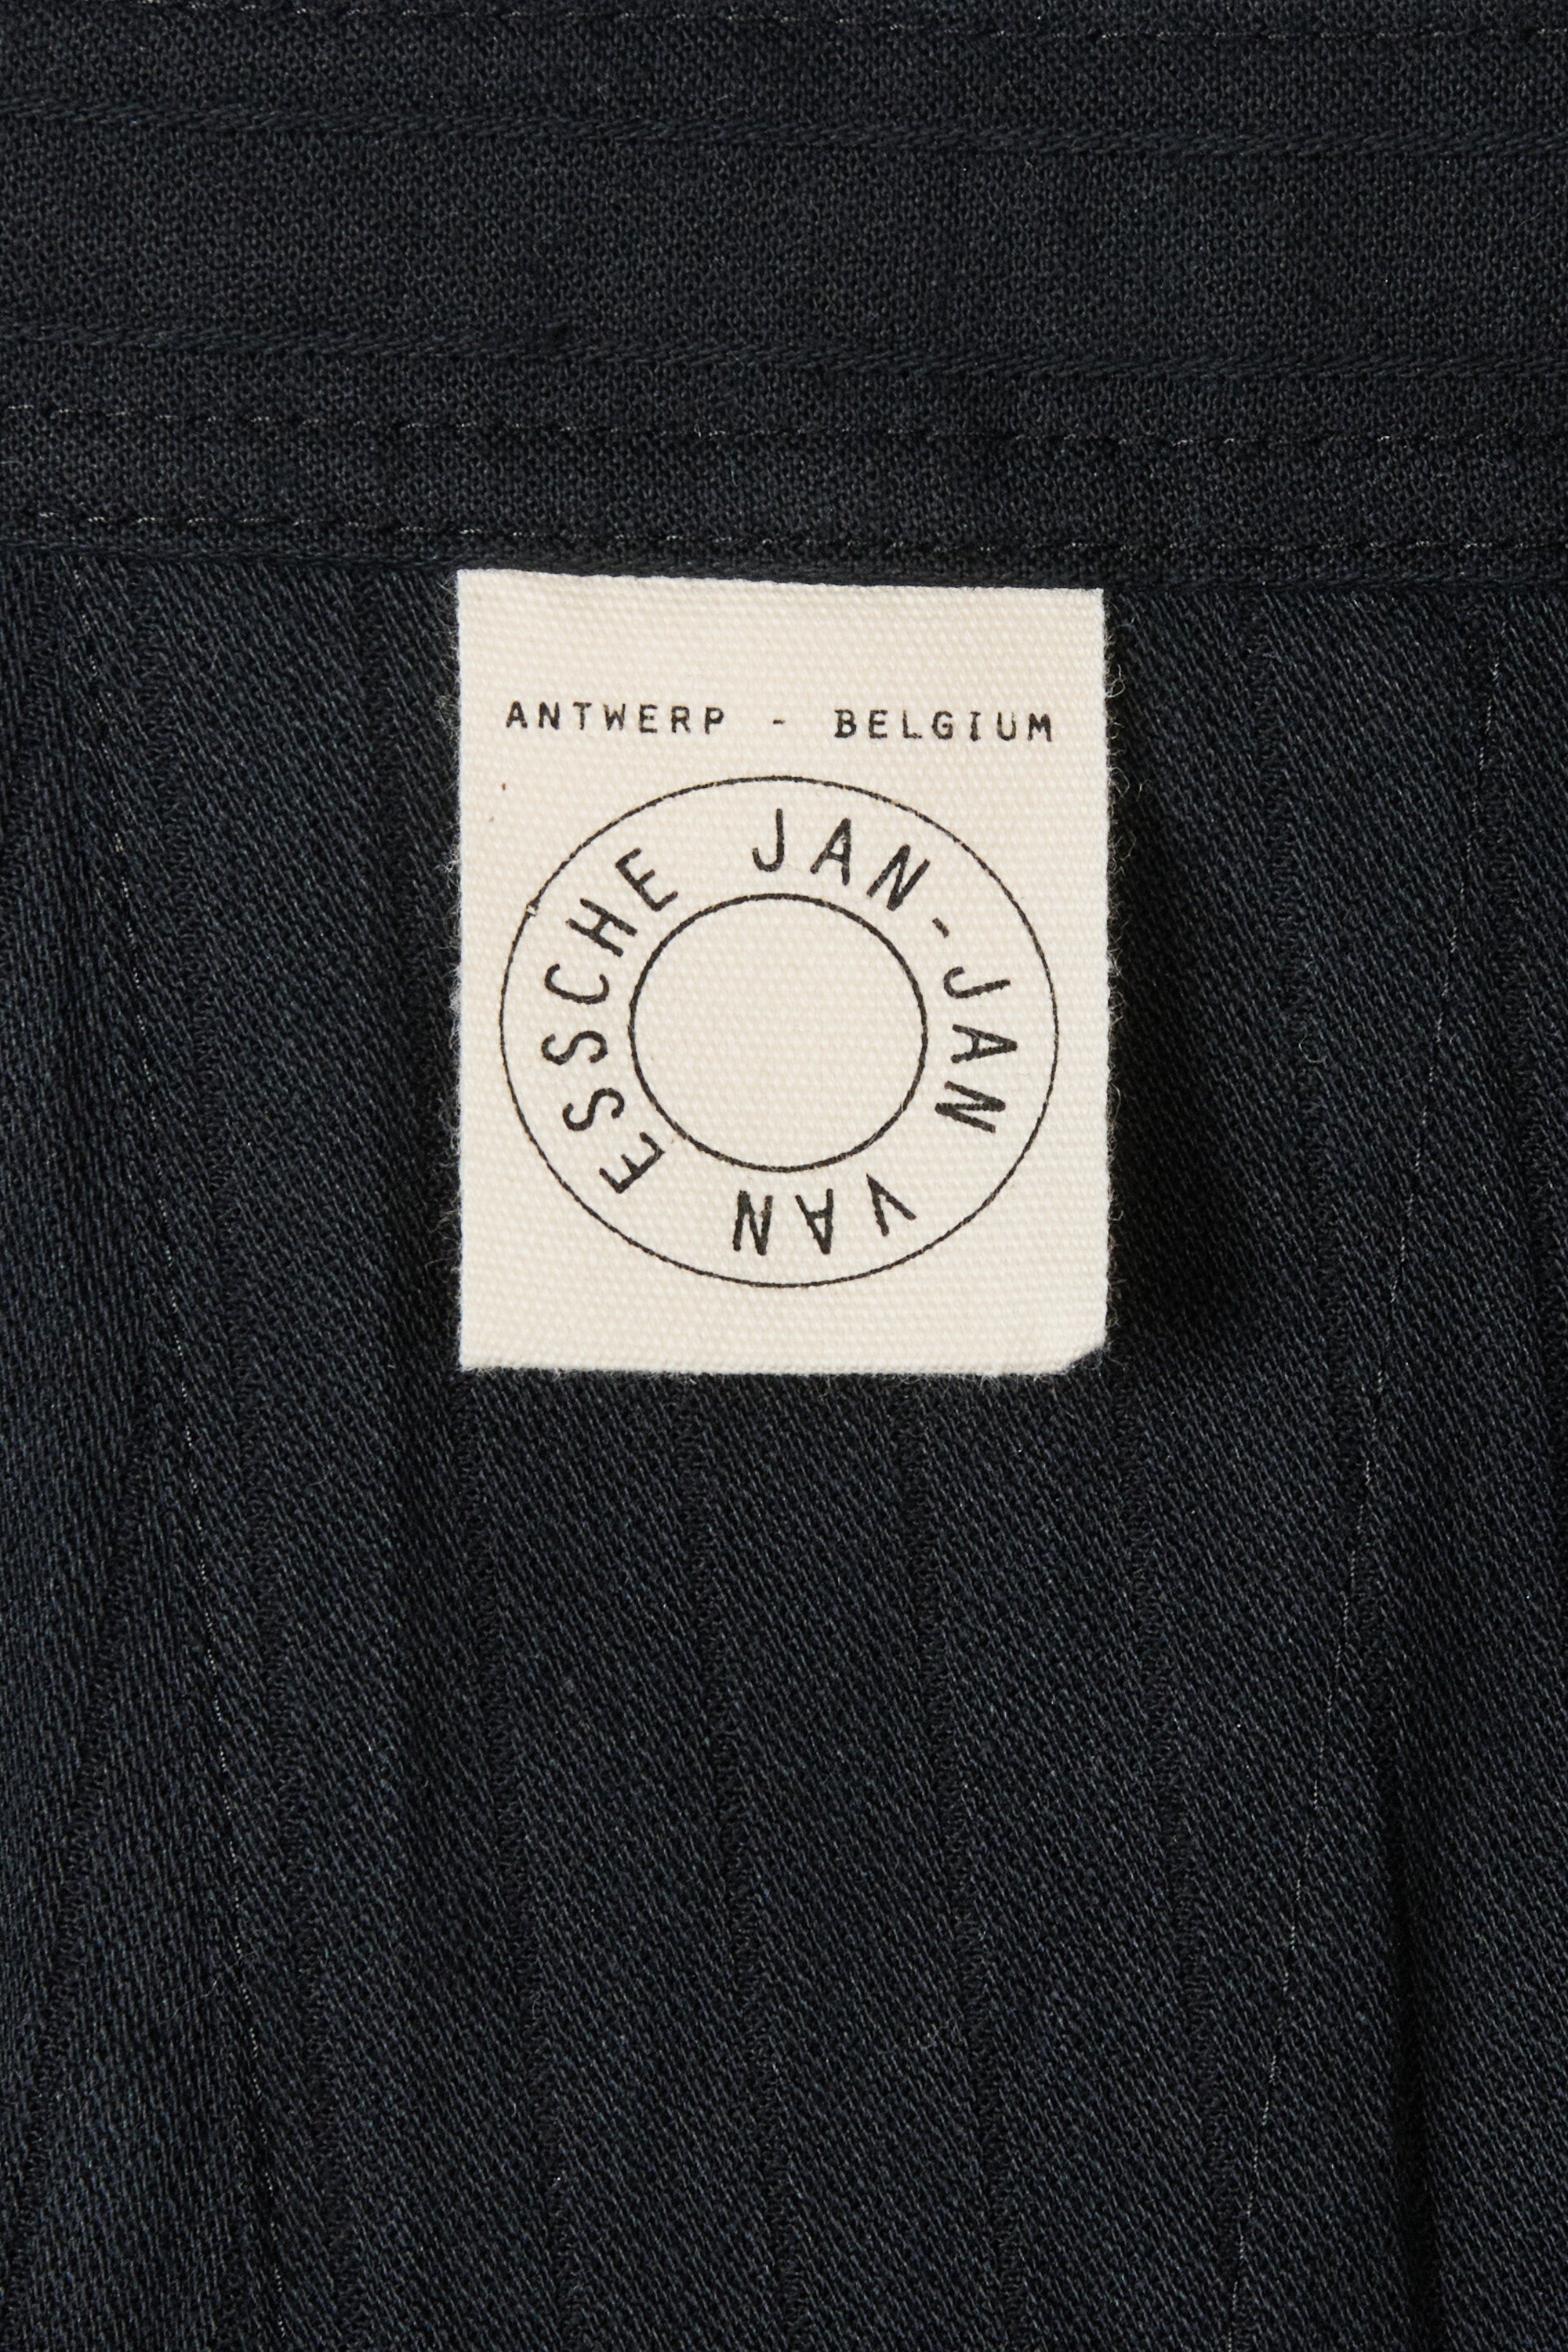 ANTWERP - BELGIUM
JAN-JAN VAN ESSCHE